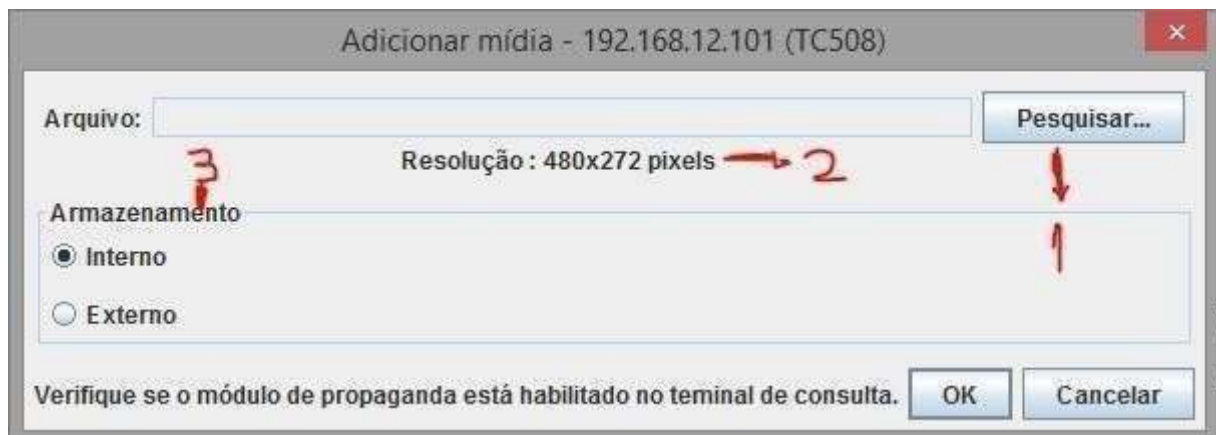 Adicionar mídia - 192.168.12.101 (TC508)
Arquivo: Pesquisar...
3 Resolução : 480x272 pixels 2
Armazenamento
Interno 1
Externo
Verifique se o módulo de propaganda está habilitado no teminal de consulta. OK Cancelar